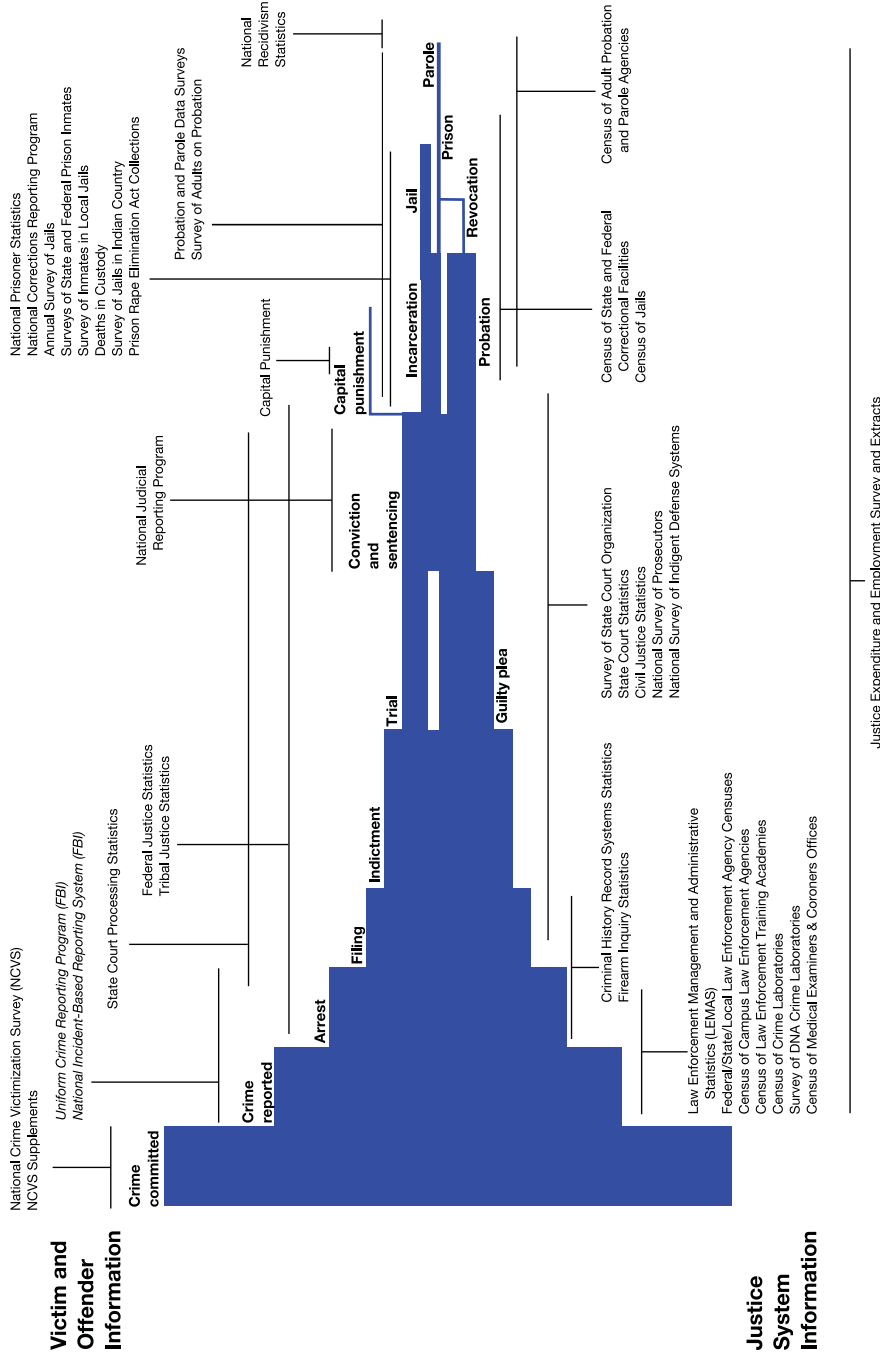 Victim and
Offender
Information
National Crime Victimization Survey (NCVS)
NCVS Supplements
Uniform Crime Reporting Program (FBI)
National Incident-Based Reporting System (FBI)
State Court Processing Statistics
Federal Justice Statistics
Tribal Justice Statistics
National Judicial
Reporting Program
Capital Punishment
National Prisoner Statistics
National Corrections Reporting Program
Annual Survey of Jails
Surveys of State and Federal Prison Inmates
Survey of Inmates in Local Jails
Deaths in Custody
Survey of Jails in Indian Country
Prison Rape Elimination Act Collections
Probation and Parole Data Surveys
Survey of Adults on Probation
National
Recidivism
Statistics
Crime
committed
Crime
reported
Arrest
Filing
Indictment
Trial
Guilty plea
Conviction
and
sentencing
Capital
punishment
Incarceration
Jail
Parole
Prison
Revocation
Probation
Justice
System
Information
Law Enforcement Management and Administrative
Statistics (LEMAS)
Federal/State/Local Law Enforcement Agency Censuses
Census of Campus Law Enforcement Agencies
Census of Law Enforcement Training Academies
Census of Crime Laboratories
Survey of DNA Crime Laboratories
Census of Medical Examiners & Coroners Offices
Criminal History Record Systems Statistics
Firearm Inquiry Statistics
Survey of State Court Organization
State Court Statistics
Civil Justice Statistics
National Survey of Prosecutors
National Survey of Indigent Defense Systems
Census of State and Federal
Correctional Facilities
Census of Jails
Census of Adult Probation
and Parole Agencies
Justice Expenditure and Employment Survey and Extracts